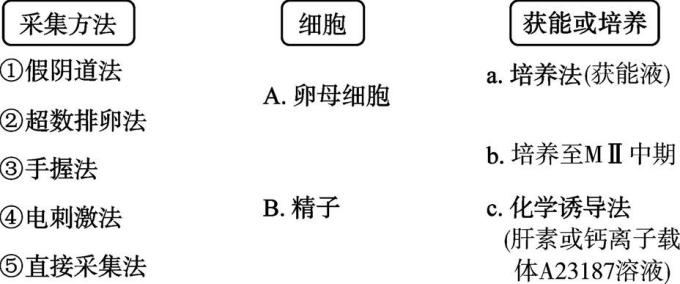 采集方法
细胞
获能或培养
①假阴道法
②超数排卵法
③手握法
④电刺激法
⑤直接采集法
A. 卵母细胞
B. 精子
a. 培养法(获能液)
b. 培养至MⅡ中期
c. 化学诱导法
(肝素或钙离子载
体A23187溶液)